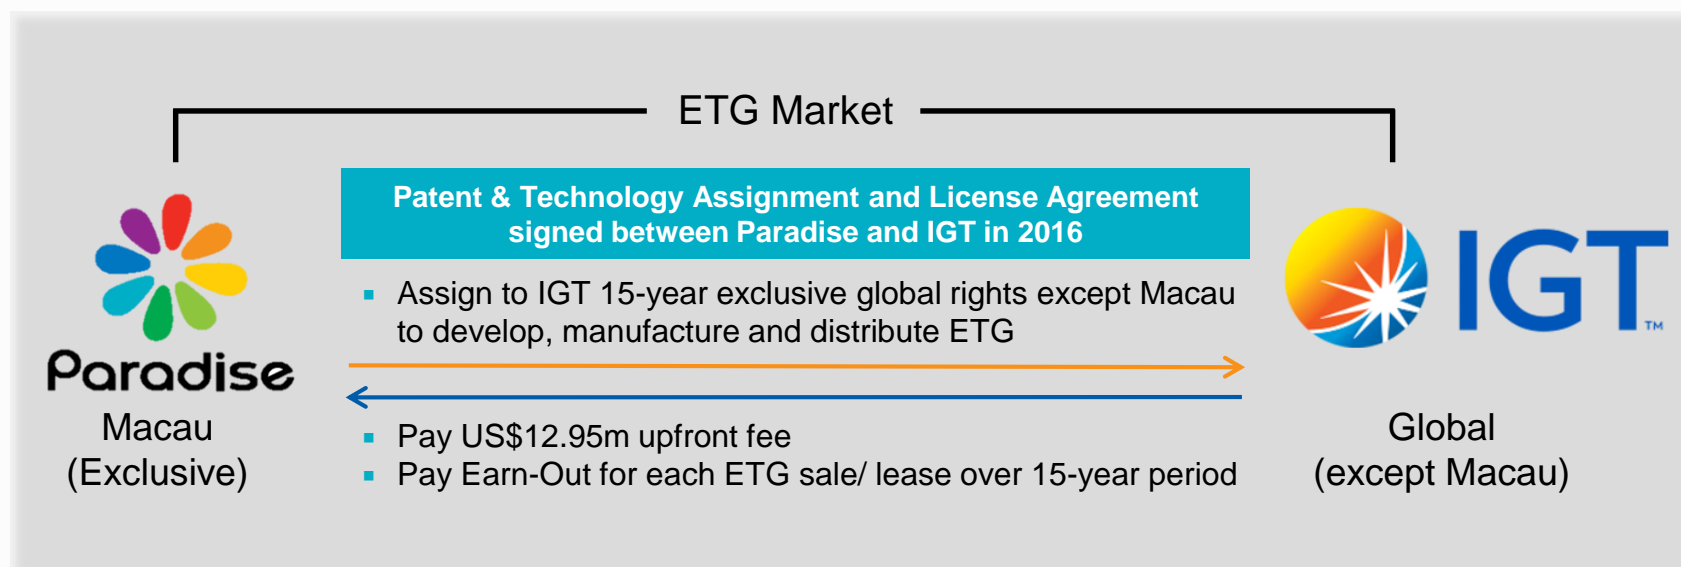 ETG Market
Patent & Technology Assignment and License Agreement
signed between Paradise and IGT in 2016
▪ Assign to IGT 15-year exclusive global rights except Macau
to develop, manufacture and distribute ETG
Paradise
Macau
(Exclusive)
▪ Pay US$12.95m upfront fee
▪ Pay Earn-Out for each ETG sale/ lease over 15-year period
IGT™
Global
(except Macau)